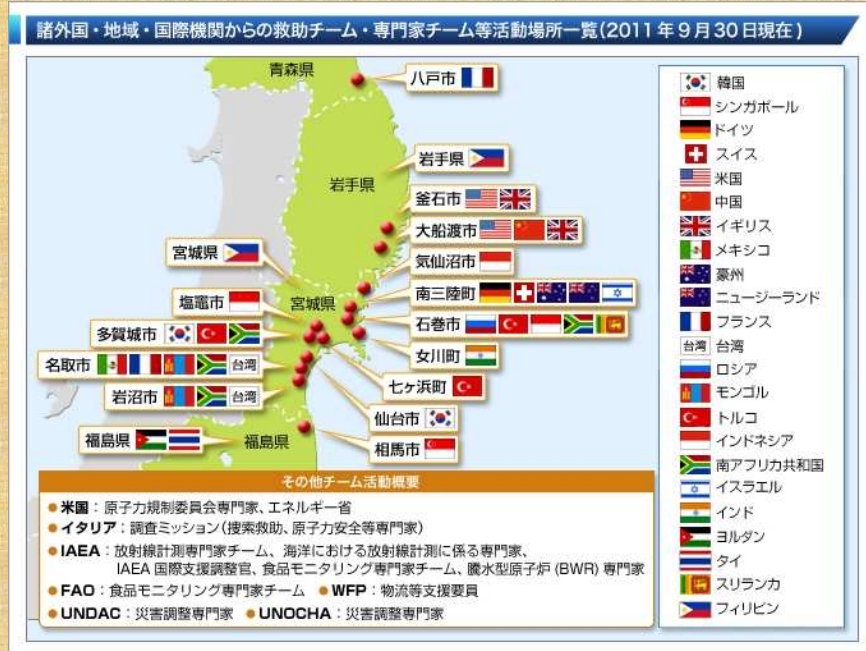 諸外国・地域・国際機関からの救助チーム・専門家チーム等活動場所一覧(2011年9月30日現在)
青森県
八戸市
岩手県
岩手県
釜石市
大船渡市
宮城県
気仙沼市
塩竈市
宮城県
南三陸町
多賀城市
石巻市
名取市 台湾
女川町
岩沼市 台湾
七ヶ浜町
仙台市
福島県
福島県
相馬市
韓国
シンガポール
ドイツ
スイス
米国
中国
イギリス
メキシコ
豪州
ニュージーランド
フランス
台湾 台湾
ロシア
モンゴル
トルコ
インドネシア
南アフリカ共和国
イスラエル
インド
ヨルダン
タイ
スリランカ
フィリピン
その他チーム活動概要
●米国：原子力規制委員会専門家、エネルギー省
●イタリア：調査ミッション(捜索救助、原子力安全等専門家)
●IAEA：放射線計測専門家チーム、海洋における放射線計測に係る専門家、
IAEA 国際支援調整官、食品モニタリング専門家チーム、騰水型原子炉(BWR)専門家
●FAO：食品モニタリング専門家チーム ●WFP：物流等支援要員
●UNDAC：災害調整専門家 ●UNOCHA：災害調整専門家